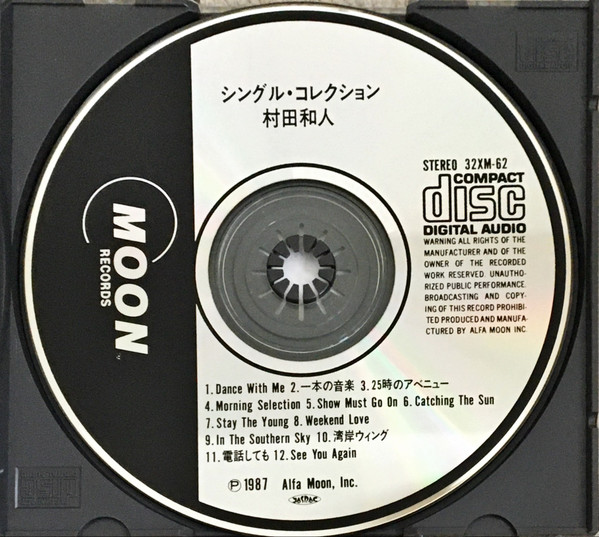 シングル・コレクション
村田和人
MOON
RECORDS
STEREO 32XM-62
COMPACT
disc
DIGITAL AUDIO
WARNING ALL RIGHTS OF THE
MANUFACTURER AND OF THE
OWNER OF THE RECORDED
WORK RESERVED. UNAUTHO-
RIZED PUBLIC PERFORMANCE,
BROADCASTING AND COPY-
ING OF THIS RECORD PROHIBI-
TED PRODUCED AND MANUFA-
CTURED BY ALFA MOON INC.
1.Dance With Me 2.一本の音楽 3.25時のアベニュー
4.Morning Selection 5.Show Must Go On 6.Catching The Sun
7.Stay The Young 8.Weekend Love
9.In The Southern Sky 10.湾岸ウィング
11.電話しても 12.See You Again
Ⓟ1987 Alfa Moon, Inc.
JASRAC